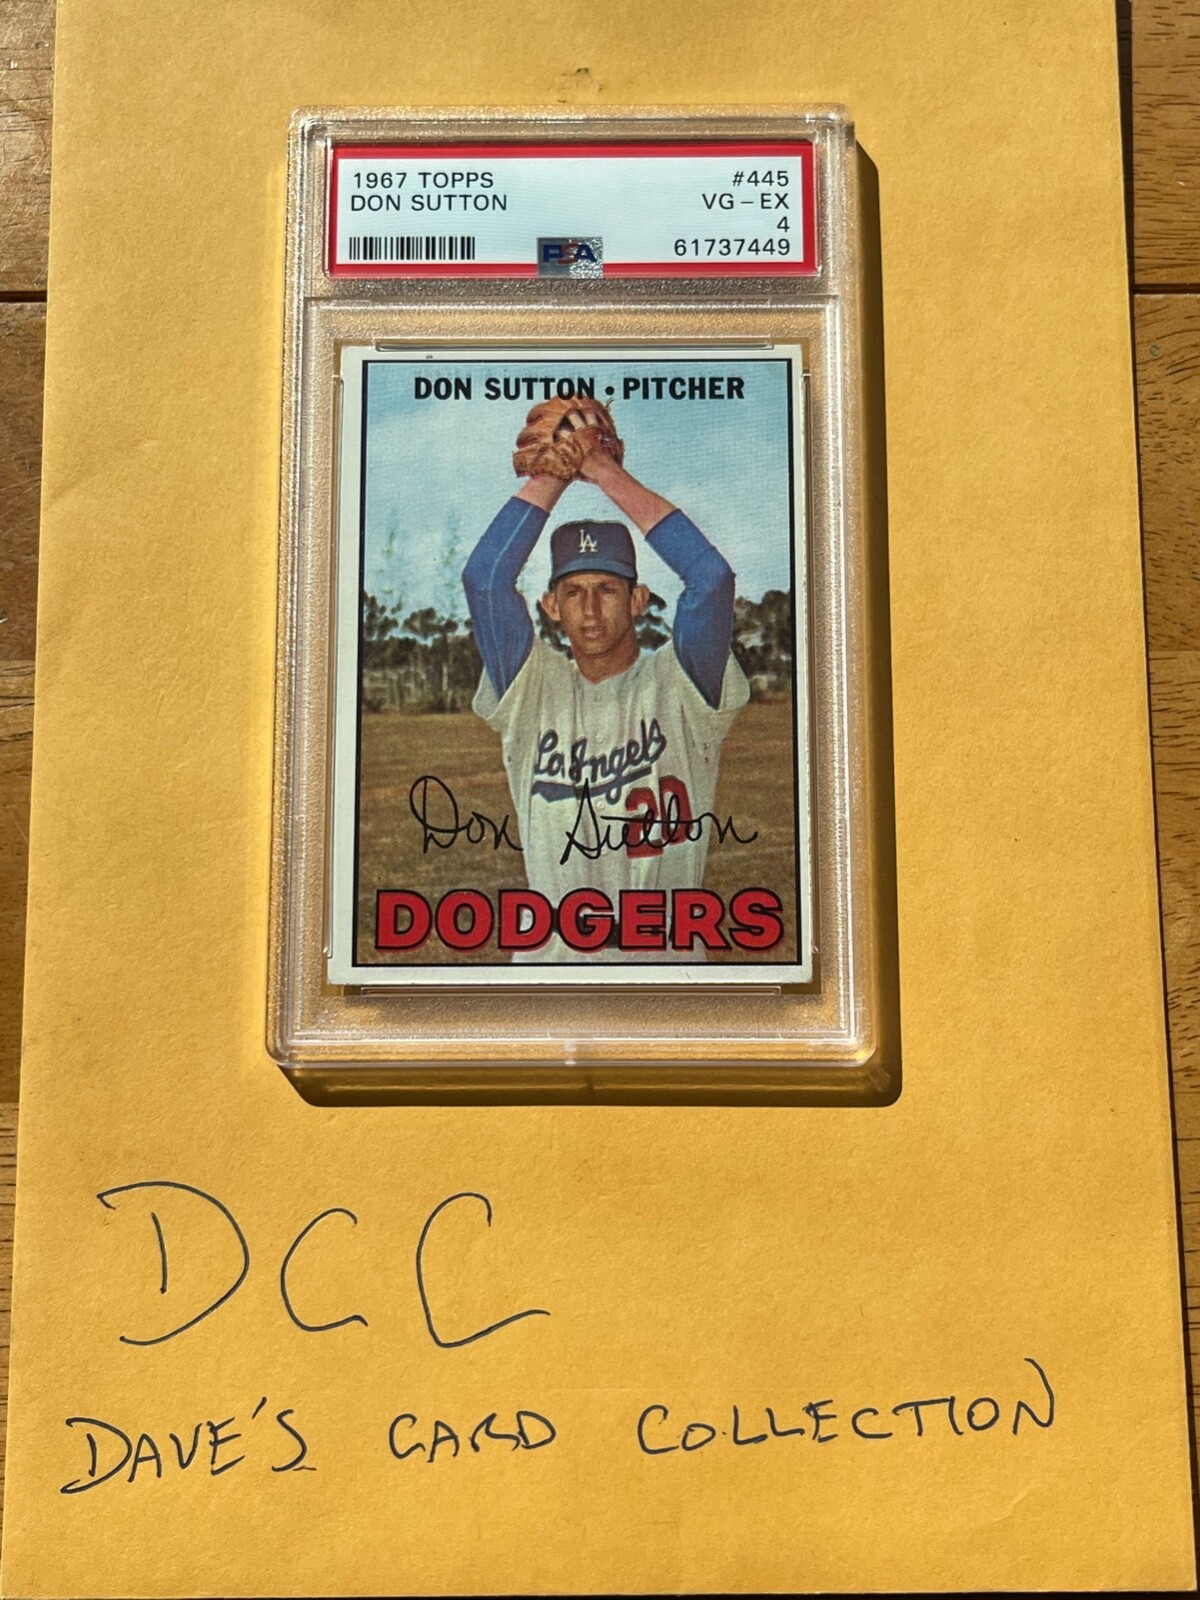 1967 TOPPS #445
DON SUTTON VG-EX
4
PSA 61737449
DON SUTTON • PITCHER
LA
Los Angels
20
Don Sutton
DODGERS
DCC
DAVE'S CARD COLLECTION